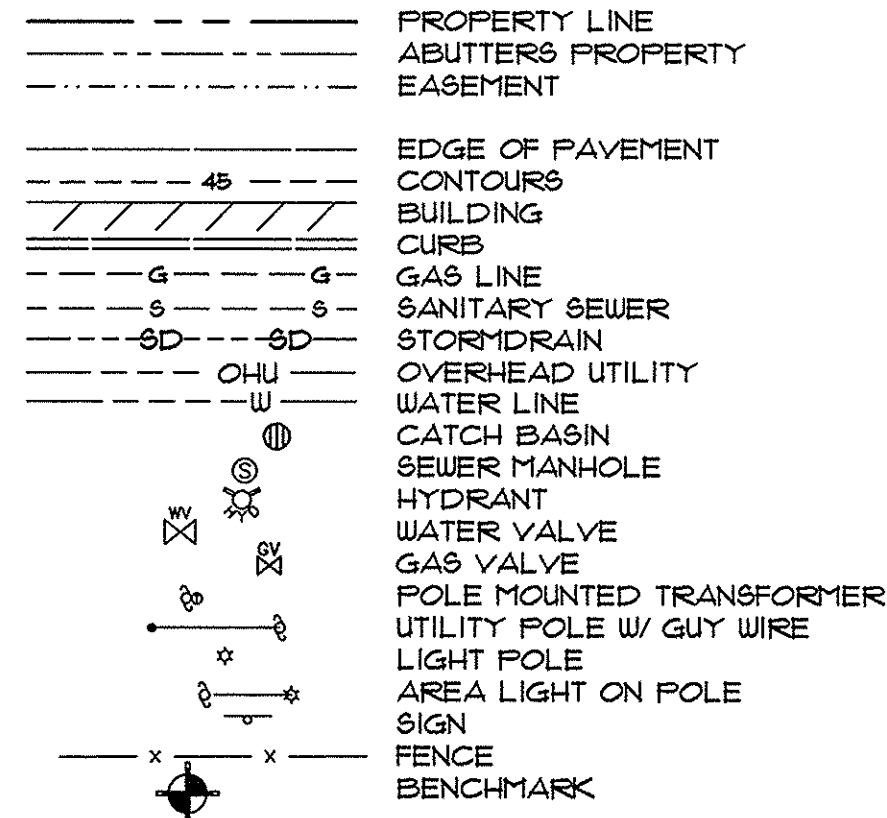 PROPERTY LINE
ABUTTERS PROPERTY
EASEMENT
EDGE OF PAVEMENT
45 CONTOURS
BUILDING
CURB
G G GAS LINE
S S SANITARY SEWER
SD SD STORMDRAIN
OHU OVERHEAD UTILITY
W WATER LINE
CATCH BASIN
S SEWER MANHOLE
HYDRANT
WV WATER VALVE
GV GAS VALVE
POLE MOUNTED TRANSFORMER
UTILITY POLE W/ GUY WIRE
LIGHT POLE
AREA LIGHT ON POLE
SIGN
X X FENCE
BENCHMARK